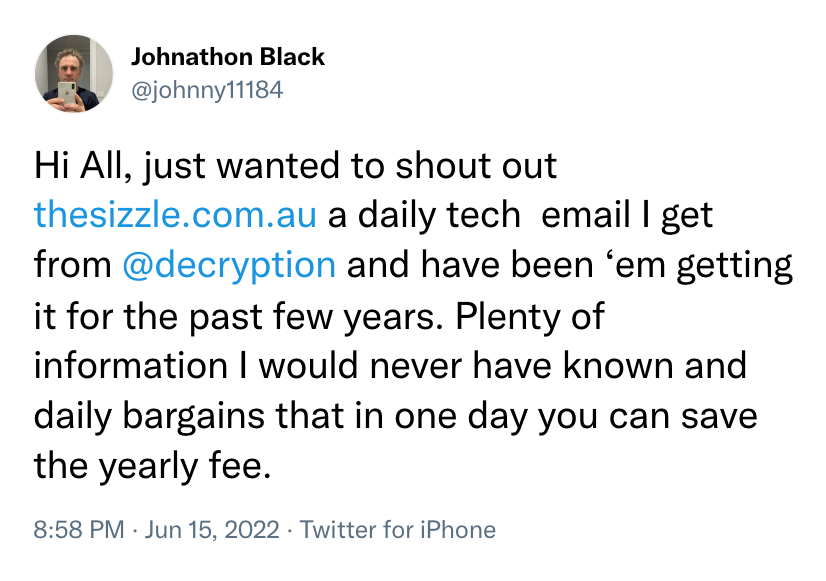 Johnathon Black
@johnny11184
Hi All, just wanted to shout out
thesizzle.com.au a daily tech  email I get
from @decryption and have been ‘em getting
it for the past few years. Plenty of
information I would never have known and
daily bargains that in one day you can save
the yearly fee.
8:58 PM · Jun 15, 2022 · Twitter for iPhone